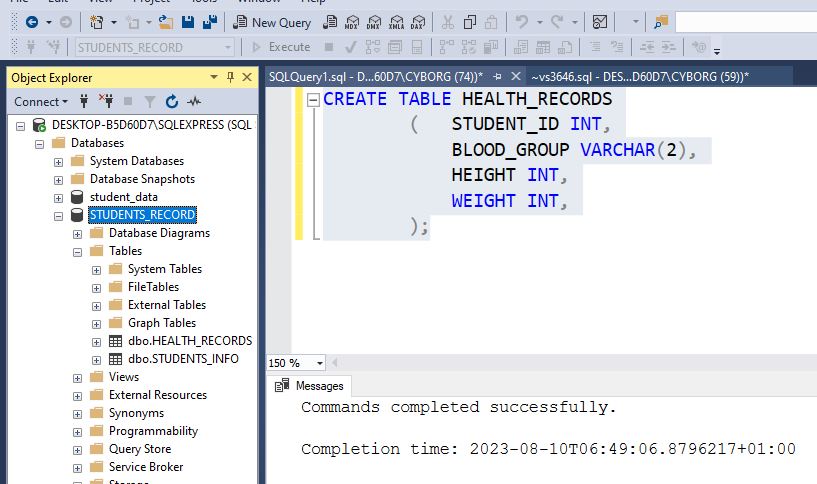 File Edit View Project Tools Window Help
New Query MDX DMX XMLA DAX
STUDENTS_RECORD Execute
Object Explorer
Connect
DESKTOP-B5D60D7\SQLEXPRESS (SQL S
Databases
System Databases
Database Snapshots
student_data
STUDENTS_RECORD
Database Diagrams
Tables
System Tables
FileTables
External Tables
Graph Tables
dbo.HEALTH_RECORDS
dbo.STUDENTS_INFO
Views
External Resources
Synonyms
Programmability
Query Store
Service Broker
Storage
SQLQuery1.sql - D...60D7\CYBORG (74))*
~vs3646.sql - DES...D60D7\CYBORG (59))*
CREATE TABLE HEALTH_RECORDS
( STUDENT_ID INT,
BLOOD_GROUP VARCHAR(2),
HEIGHT INT,
WEIGHT INT,
);
150 %
Messages
Commands completed successfully.
Completion time: 2023-08-10T06:49:06.8796217+01:00